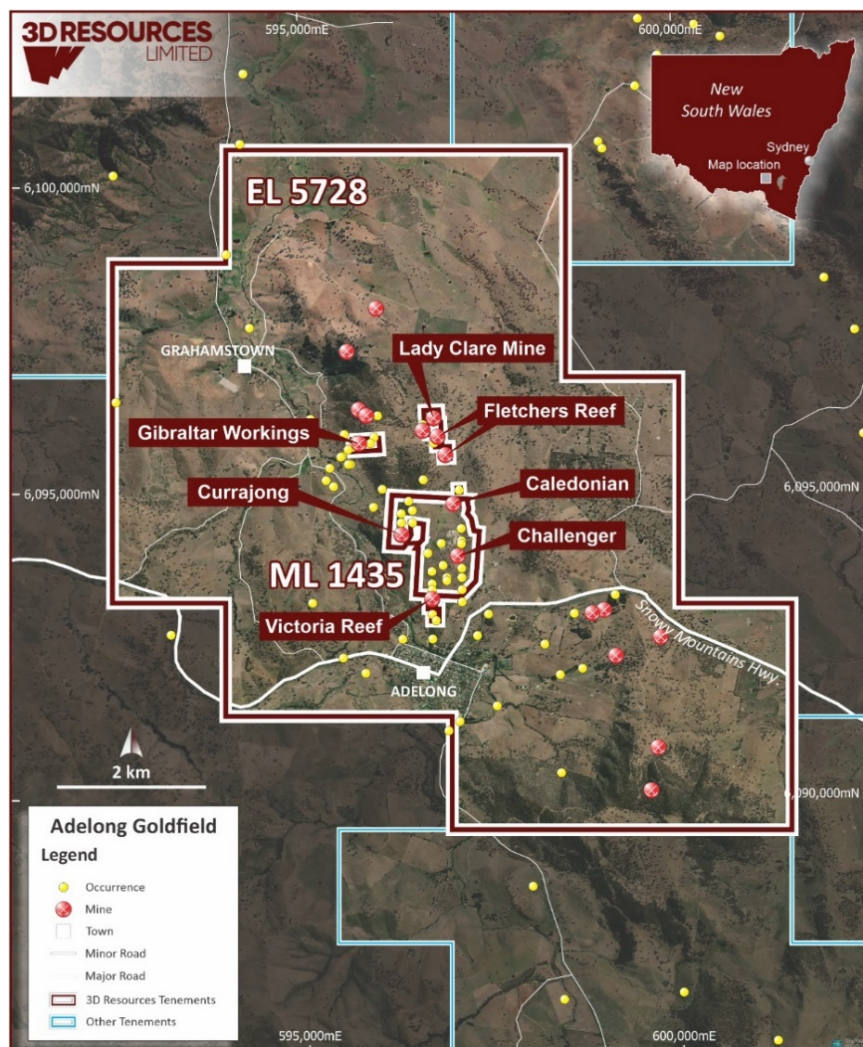 3D RESOURCES
LIMITED
595,000mE
600,000mE
New
South Wales
Sydney
Map location
6,100,000mN
EL 5728
GRAHAMSTOWN
Lady Clare Mine
Fletchers Reef
Gibraltar Workings
6,095,000mN
6,095,000mN
Currajong
Caledonian
Challenger
ML 1435
Victoria Reef
Snowy Mountains Hwy.
ADELONG
2 km
6,090,000mN
Adelong Goldfield
Legend
Occurrence
Mine
Town
Minor Road
Major Road
3D Resources Tenements
Other Tenements
595,000mE
600,000mE